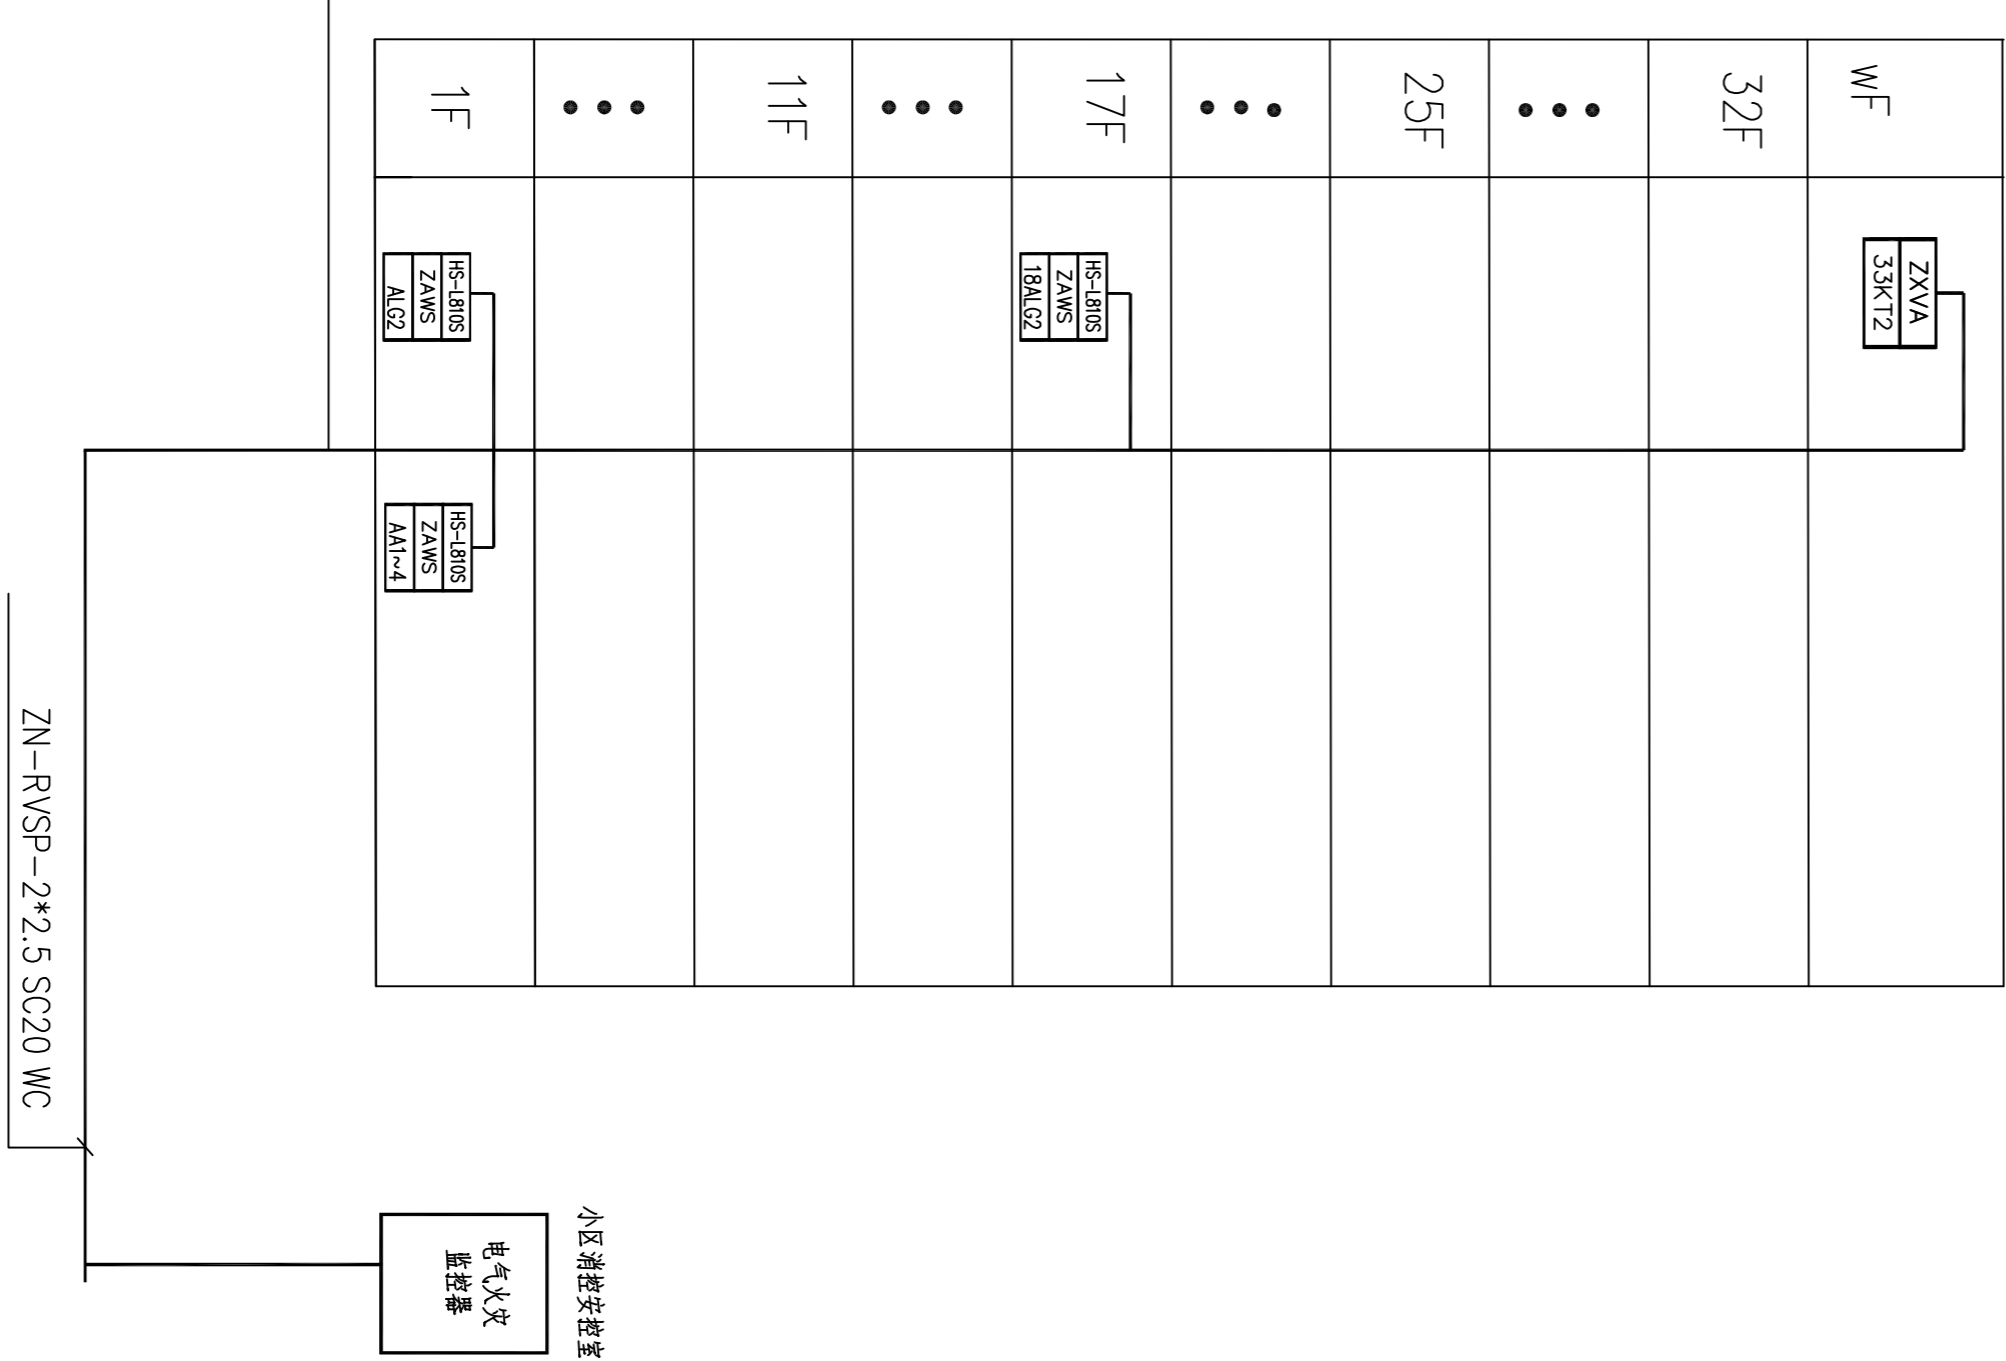 WF
32F
25F
17F
11F
1F
ZXVA
33KT2
HS-L810S
ZAWS
18ALG2
HS-L810S
ZAWS
ALG2
HS-L810S
ZAWS
AA1~4
小区消控安控室
电气火灾
监控器
ZN-RVSP-2*2.5 SC20 WC